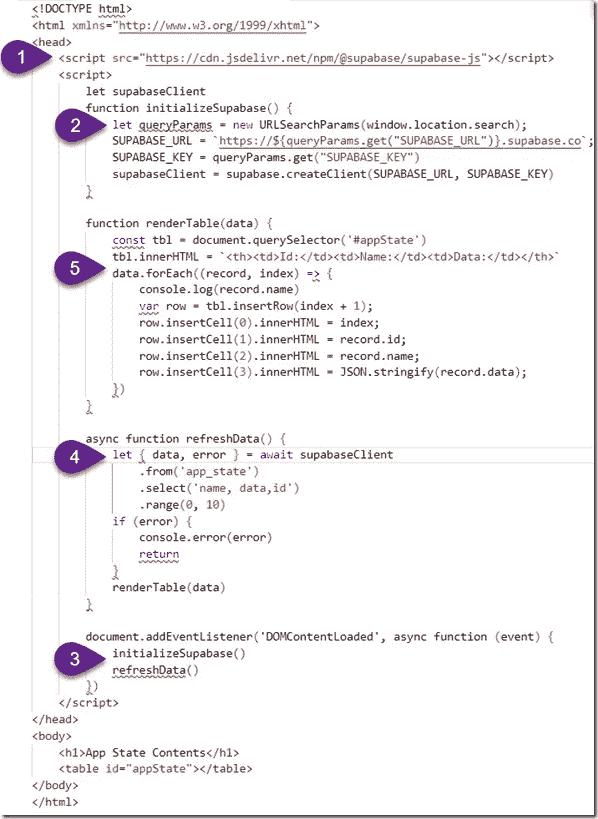 <!DOCTYPE html>
<html xmlns="http://www.w3.org/1999/xhtml">
<head>
1 <script src="https://cdn.jsdelivr.net/npm/@supabase/supabase-js"></script>
<script>
let supabaseClient
function initializeSupabase() {
2 let queryParams = new URLSearchParams(window.location.search);
SUPABASE_URL = `https://${queryParams.get("SUPABASE_URL")}.supabase.co`;
SUPABASE_KEY = queryParams.get("SUPABASE_KEY")
supabaseClient = supabase.createClient(SUPABASE_URL, SUPABASE_KEY)
}
function renderTable(data) {
const tbl = document.querySelector('#appState')
tbl.innerHTML = `<th><td>Id:</td><td>Name:</td><td>Data:</td></th>`
5 data.forEach((record, index) => {
console.log(record.name)
var row = tbl.insertRow(index + 1);
row.insertCell(0).innerHTML = index;
row.insertCell(1).innerHTML = record.id;
row.insertCell(2).innerHTML = record.name;
row.insertCell(3).innerHTML = JSON.stringify(record.data);
})
}
async function refreshData() {
4 let { data, error } = await supabaseClient
.from('app_state')
.select('name, data,id')
.range(0, 10)
if (error) {
console.error(error)
return
}
renderTable(data)
}
document.addEventListener('DOMContentLoaded', async function (event) {
3 initializeSupabase()
refreshData()
})
</script>
</head>
<body>
<h1>App State Contents</h1>
<table id="appState"></table>
</body>
</html>